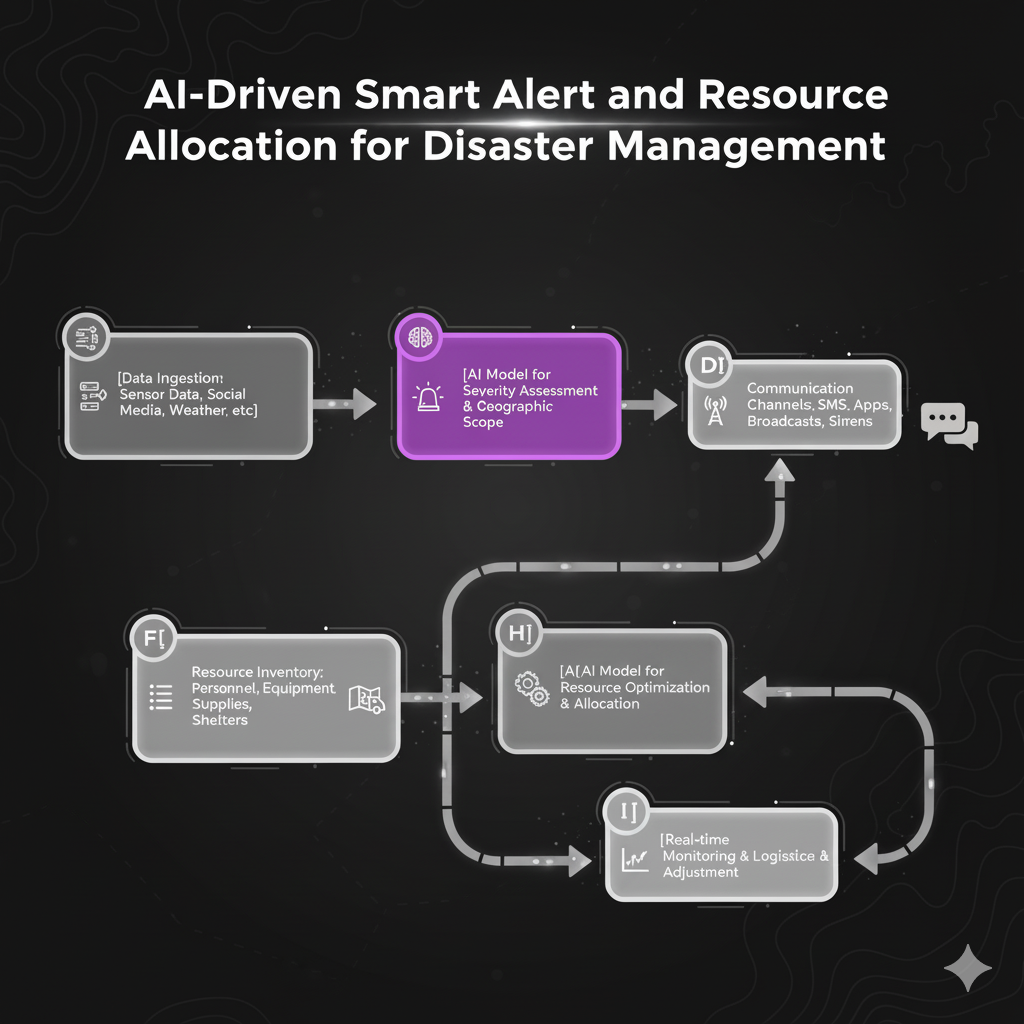 AI-Driven Smart Alert and Resource
Allocation for Disaster Management
[Data Ingestion:
Sensor Data, Social
Media, Weather, etc]
[AI Model for
Severity Assessment
& Ceographic
Scope
D[
Communication
Channels, SMS, Apps,
Broadcasts, Sirens
F[
Resource Inventory:
Personnel, Equipment
Supplies,
Shelters
H]
[A[AI Model for
Resource Optimization
& Allocation
I[
[Real-time
Monitoring & Logissice &
Adjustment